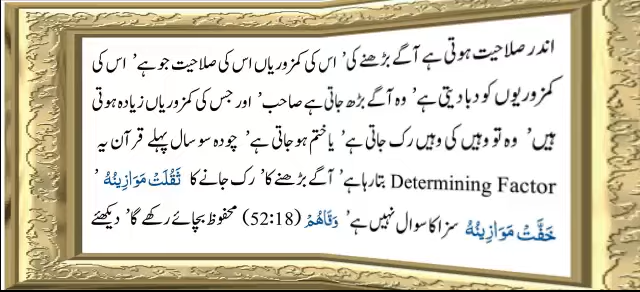 اندر صلاحیت ہوتی ہے آگے بڑھنے کی’ اس کی کمزوریاں اس کی صلاحیت جو ہے’ اس کی
کمزوریوں کو دبا دیتی ہے’ وہ آگے بڑھ جاتی ہے صاحب’ اور جس کی کمزوریاں زیادہ ہوتی
ہیں’ وہ تو وہیں کی وہیں رک جاتی ہے’ یا ختم ہو جاتی ہے’ چودہ سو سال پہلے قرآن یہ
Determining Factor بتا رہا ہے’ آگے بڑھنے کا’ رک جانے کا ثَقُلَتْ مَوَازِیْنُهُ’
خَفَّتْ مَوَازِیْنُهُ سزا کا سوال نہیں ہے’ وَقَاهُمْ (52:18) محفوظ بچائے رکھے گا’ دیکھئے